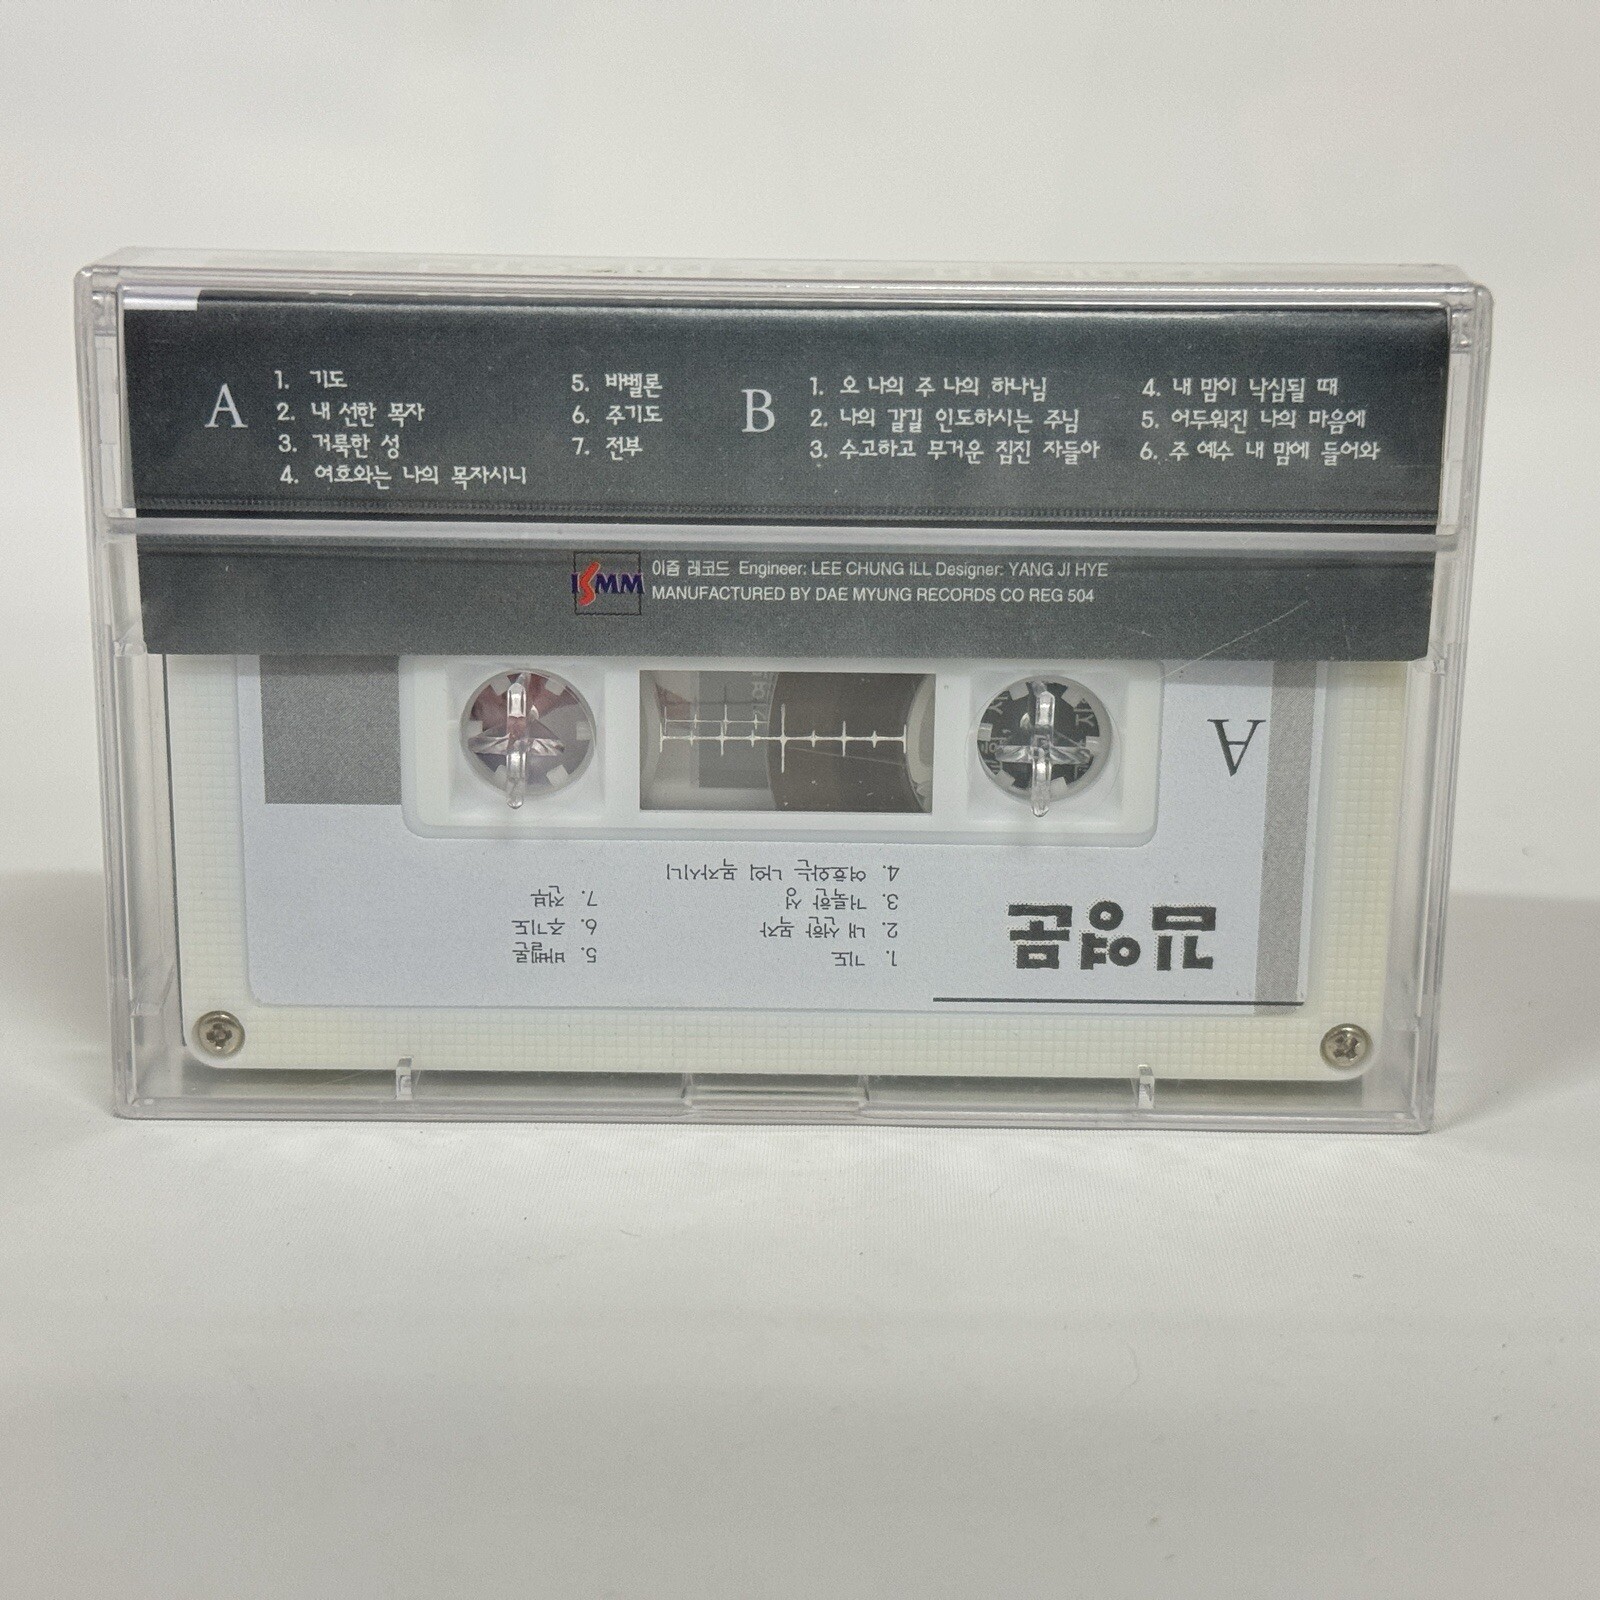 A
1. 기도
2. 내 선한 목자
3. 거룩한 성
4. 여호와는 나의 목자시니
5. 바벨론
6. 주기도
7. 전부
B
1. 오 나의 주 나의 하나님
2. 나의 갈길 인도하시는 주님
3. 수고하고 무거운 짐진 자들아
4. 내 맘이 낙심될 때
5. 어두워진 나의 마음에
6. 주 예수 내 맘에 들어와
ISMM
이즘 레코드 Engineer: LEE CHUNG ILL Designer: YANG JI HYE
MANUFACTURED BY DAE MYUNG RECORDS CO REG 504
A
1. 기도
2. 내 선한 목자
3. 거룩한 성
4. 여호와는 나의 목자시니
5. 바벨론
6. 주기도
7. 전부